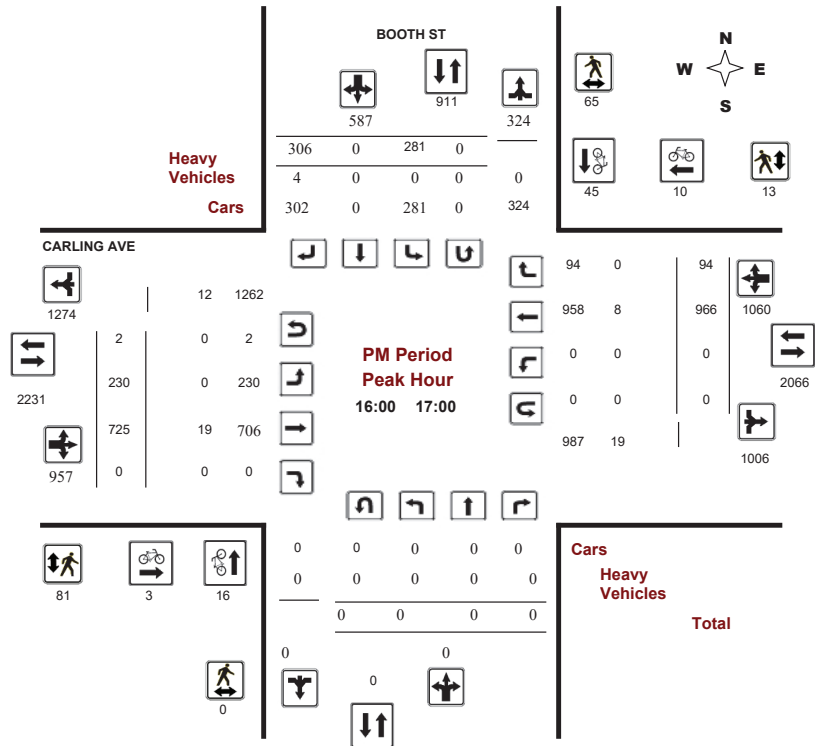 BOOTH ST
N
W E
S
911
65
587 324
306 0 281 0
Heavy
Vehicles
4 0 0 0 0
45 10 13
Cars 302 0 281 0 324
CARLING AVE
94 0 94
12 1262
1274
958 8 966 1060
2 0 2
PM Period
0 0 0
2066
Peak Hour
230 0 230
2231
16:00 17:00
0 0 0
725 19 706
987 19
1006
957 0 0 0
0 0 0 0 0
Cars
0 0 0 0 0
Heavy
Vehicles
81 3 16
0 0 0 0
Total
0 0
0
0